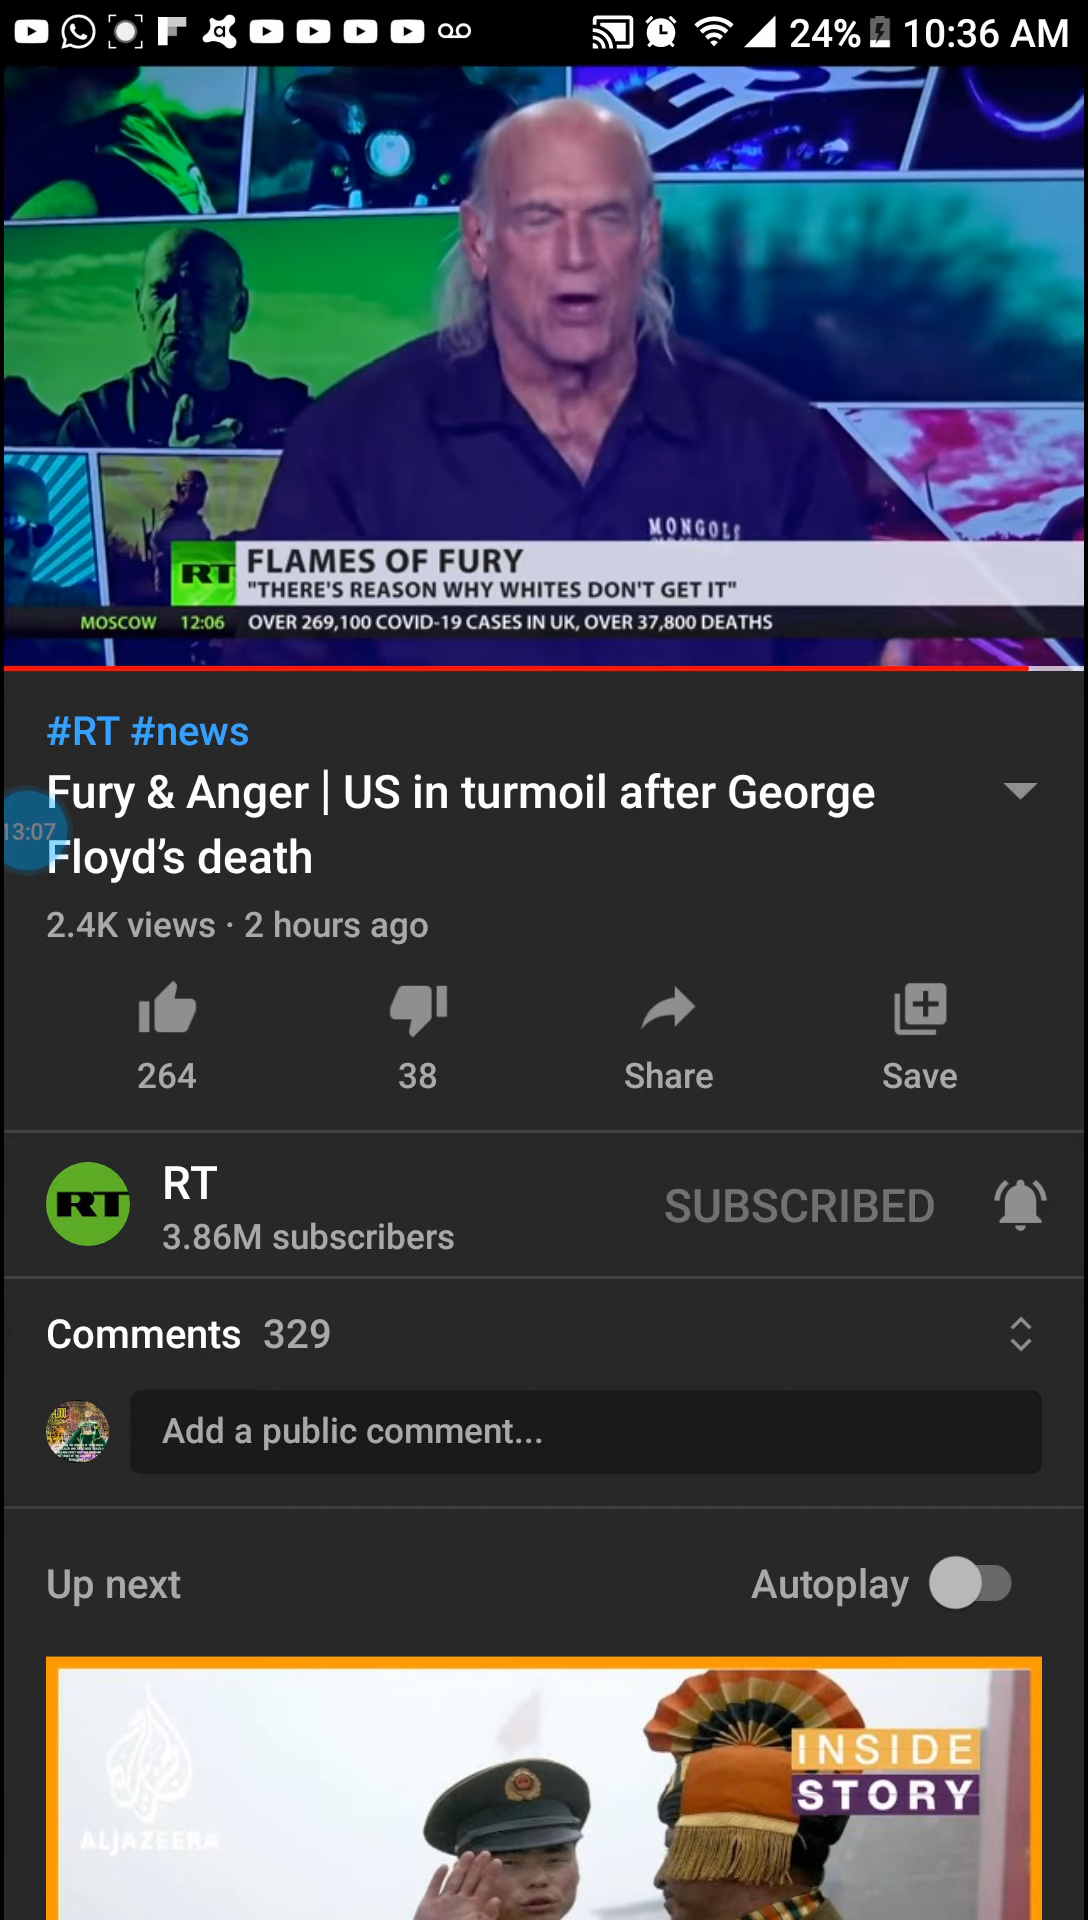 24% 10:36 AM
MONGOLS
RT FLAMES OF FURY
"THERE'S REASON WHY WHITES DON'T GET IT"
MOSCOW 12:06 OVER 269,100 COVID-19 CASES IN UK, OVER 37,800 DEATHS
#RT #news
Fury & Anger | US in turmoil after George
13:07
Floyd’s death
2.4K views · 2 hours ago
264 38 Share Save
RT
RT
3.86M subscribers
SUBSCRIBED
Comments 329
Add a public comment...
Up next
Autoplay
INSIDE
STORY
ALJAZEERA